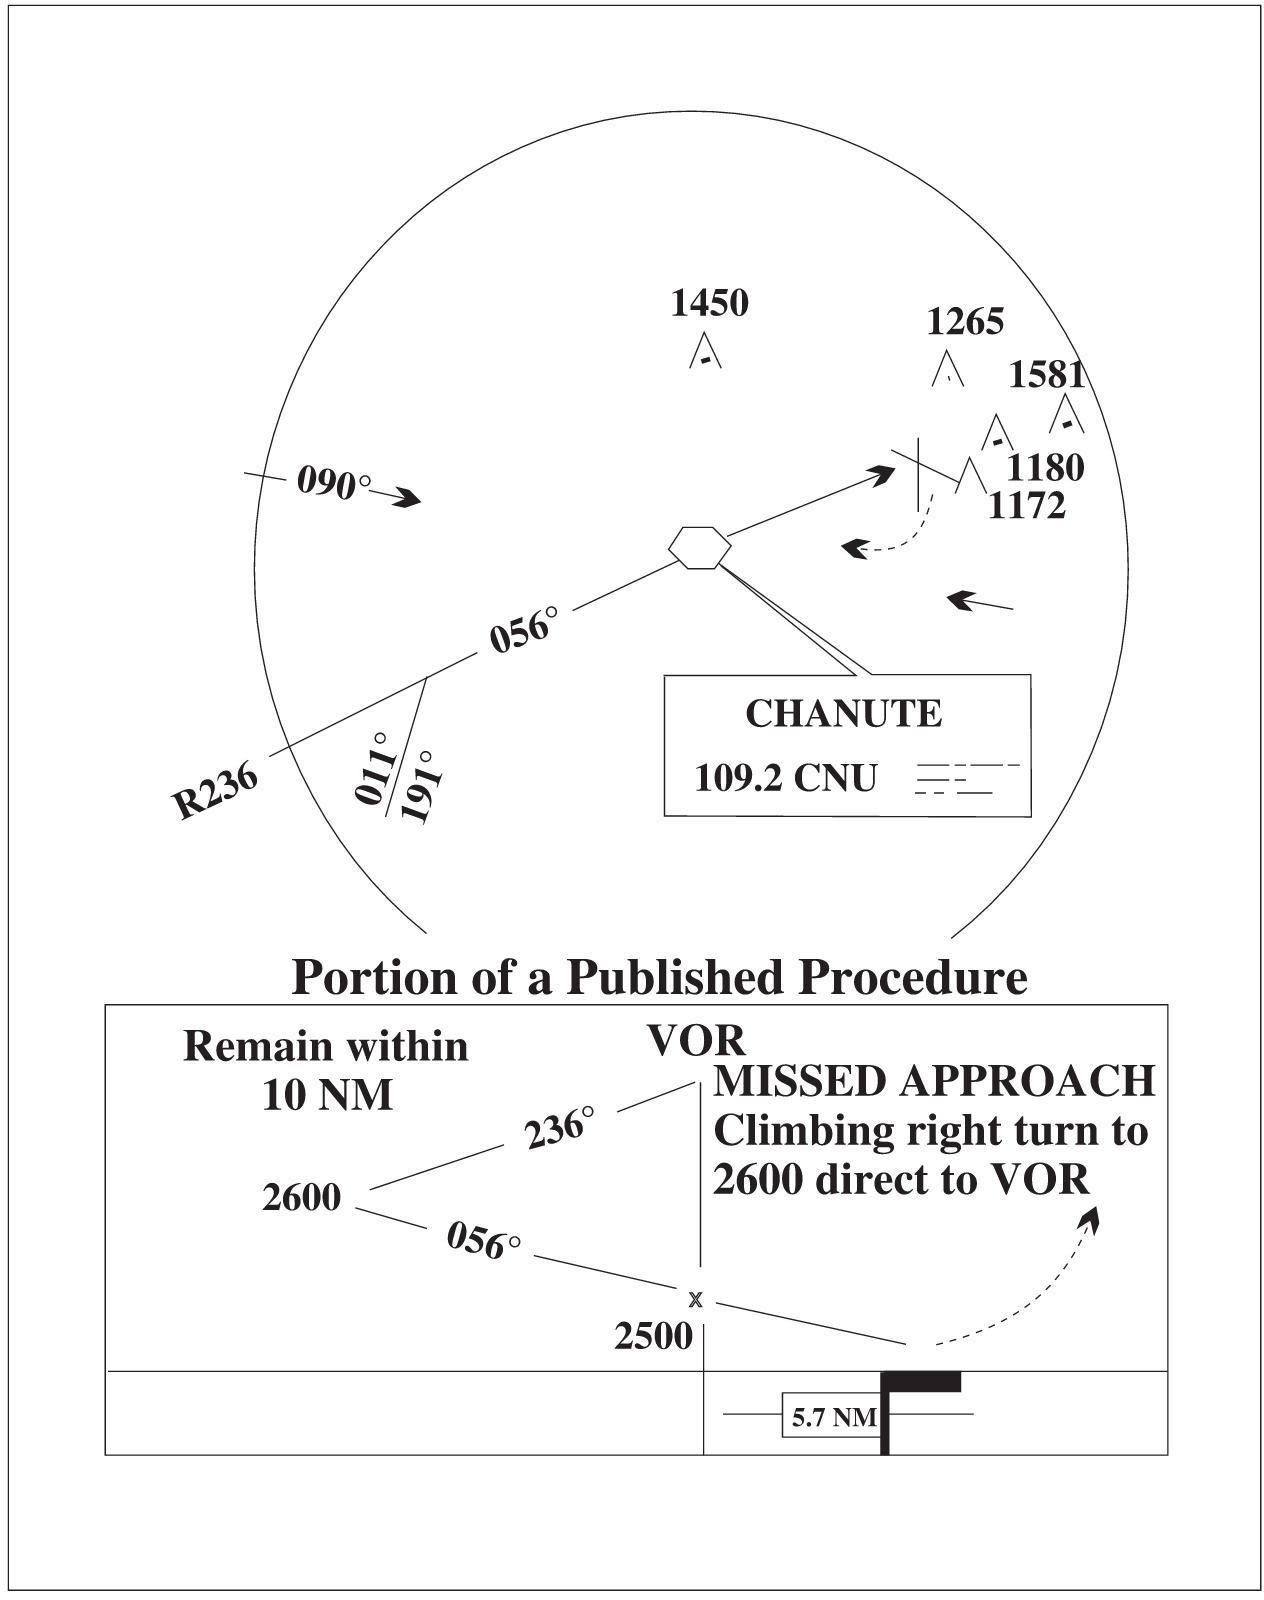 1450
1265
1581
1180
1172
090°
056°
R236
011°
191°
CHANUTE
109.2 CNU
Portion of a Published Procedure
Remain within
10 NM
VOR
MISSED APPROACH
Climbing right turn to
2600 direct to VOR
236°
2600
056°
x
2500
5.7 NM